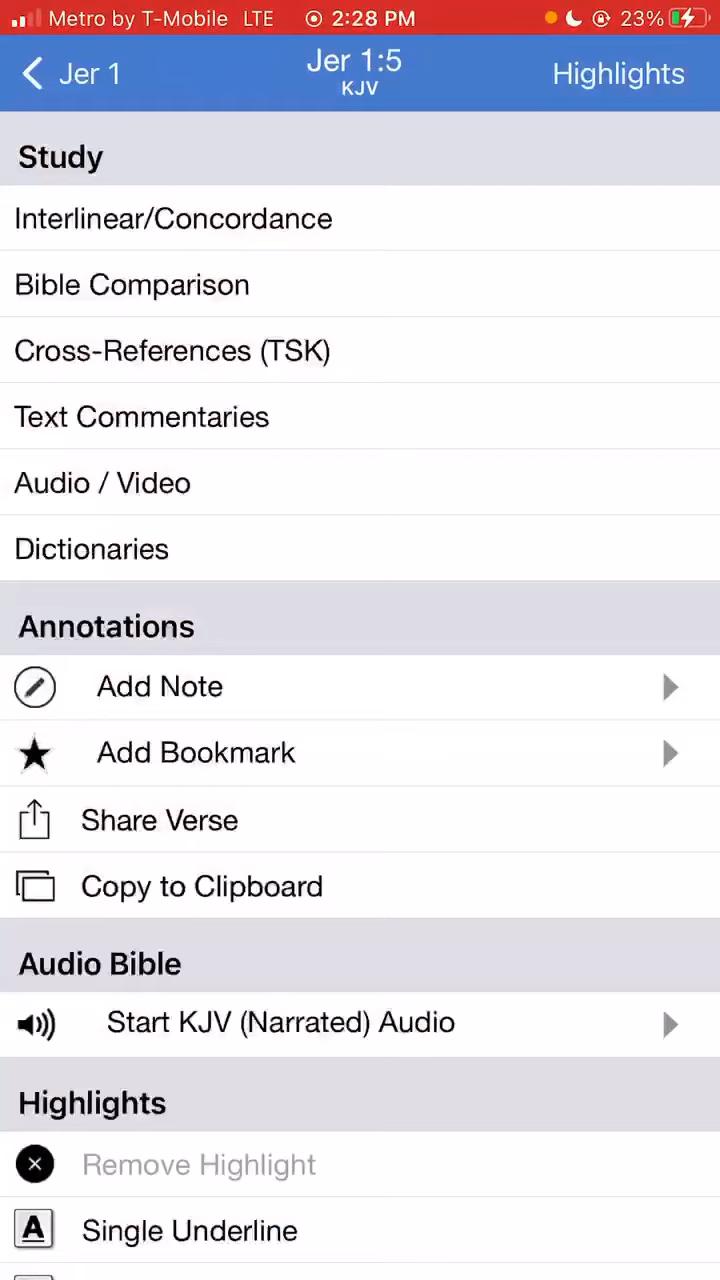 Metro by T-Mobile LTE 2:28 PM 23%
Jer 1 Jer 1:5 Highlights
KJV
Study
Interlinear/Concordance
Bible Comparison
Cross-References (TSK)
Text Commentaries
Audio / Video
Dictionaries
Annotations
Add Note
Add Bookmark
Share Verse
Copy to Clipboard
Audio Bible
Start KJV (Narrated) Audio
Highlights
Remove Highlight
A Single Underline